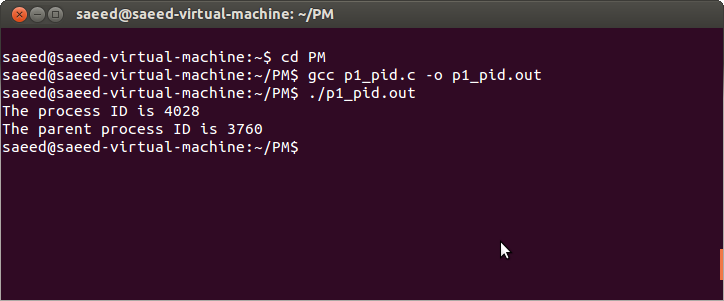 saeed@saeed-virtual-machine: ~/PM
saeed@saeed-virtual-machine:~$ cd PM
saeed@saeed-virtual-machine:~/PM$ gcc p1_pid.c -o p1_pid.out
saeed@saeed-virtual-machine:~/PM$ ./p1_pid.out
The process ID is 4028
The parent process ID is 3760
saeed@saeed-virtual-machine:~/PM$